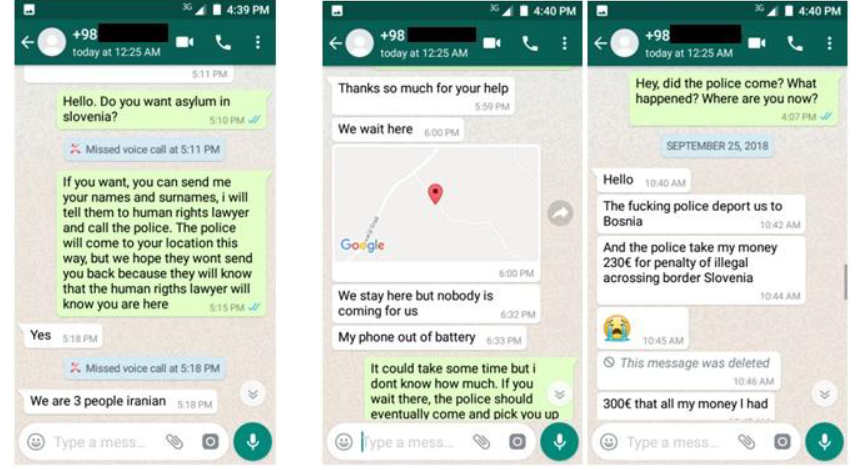 3G 4:39 PM
+98
today at 12:25 AM
5:11 PM
Hello. Do you want asylum in
slovenia?
5:10 PM
Missed voice call at 5:11 PM
If you want, you can send me
your names and surnames, i will
tell them to human rights lawyer
and call the police. The police
will come to your location this
way, but we hope they wont send
you back because they will know
that the human rigths lawyer will
know you are here
5:15 PM
Yes 5:18 PM
Missed voice call at 5:18 PM
We are 3 people iranian 5:18 PM
Type a mess...
3G 4:40 PM
+98
today at 12:25 AM
Thanks so much for your help
5:59 PM
We wait here 6:00 PM
Google
6:00 PM
We stay here but nobody is
coming for us
6:32 PM
My phone out of battery 6:33 PM
It could take some time but i
dont know how much. If you
wait there, the police should
eventually come and pick you up
Type a mess...
3G 4:40 PM
+98
today at 12:25 AM
Hey, did the police come? What
happened? Where are you now?
4:07 PM
SEPTEMBER 25, 2018
Hello 10:40 AM
The fucking police deport us to
Bosnia
10:42 AM
And the police take my money
230€ for penalty of illegal
acrossing border Slovenia
10:44 AM
10:45 AM
This message was deleted
10:46 AM
300€ that all my money I had
Type a mess...